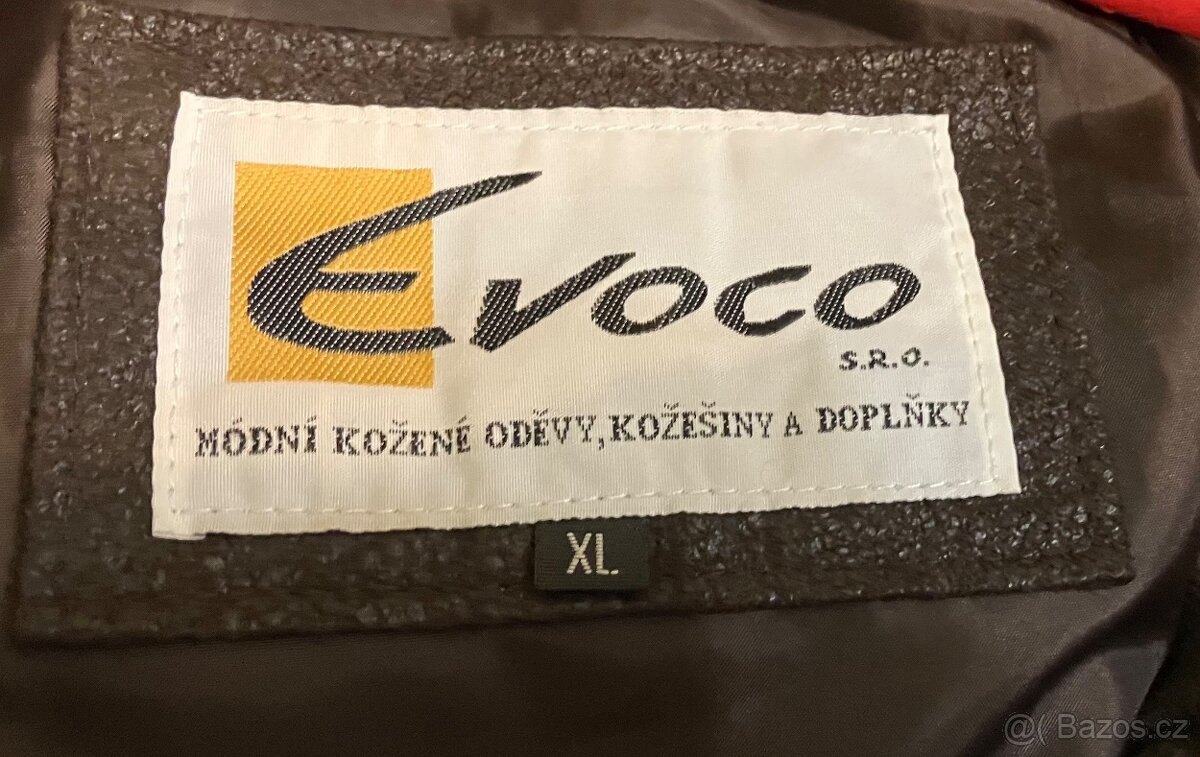 Evoco
S.R.O.
MÓDNÍ KOŽENÉ ODĚVY, KOŽEŠINY A DOPLŇKY
XL
@( Bazos.cz